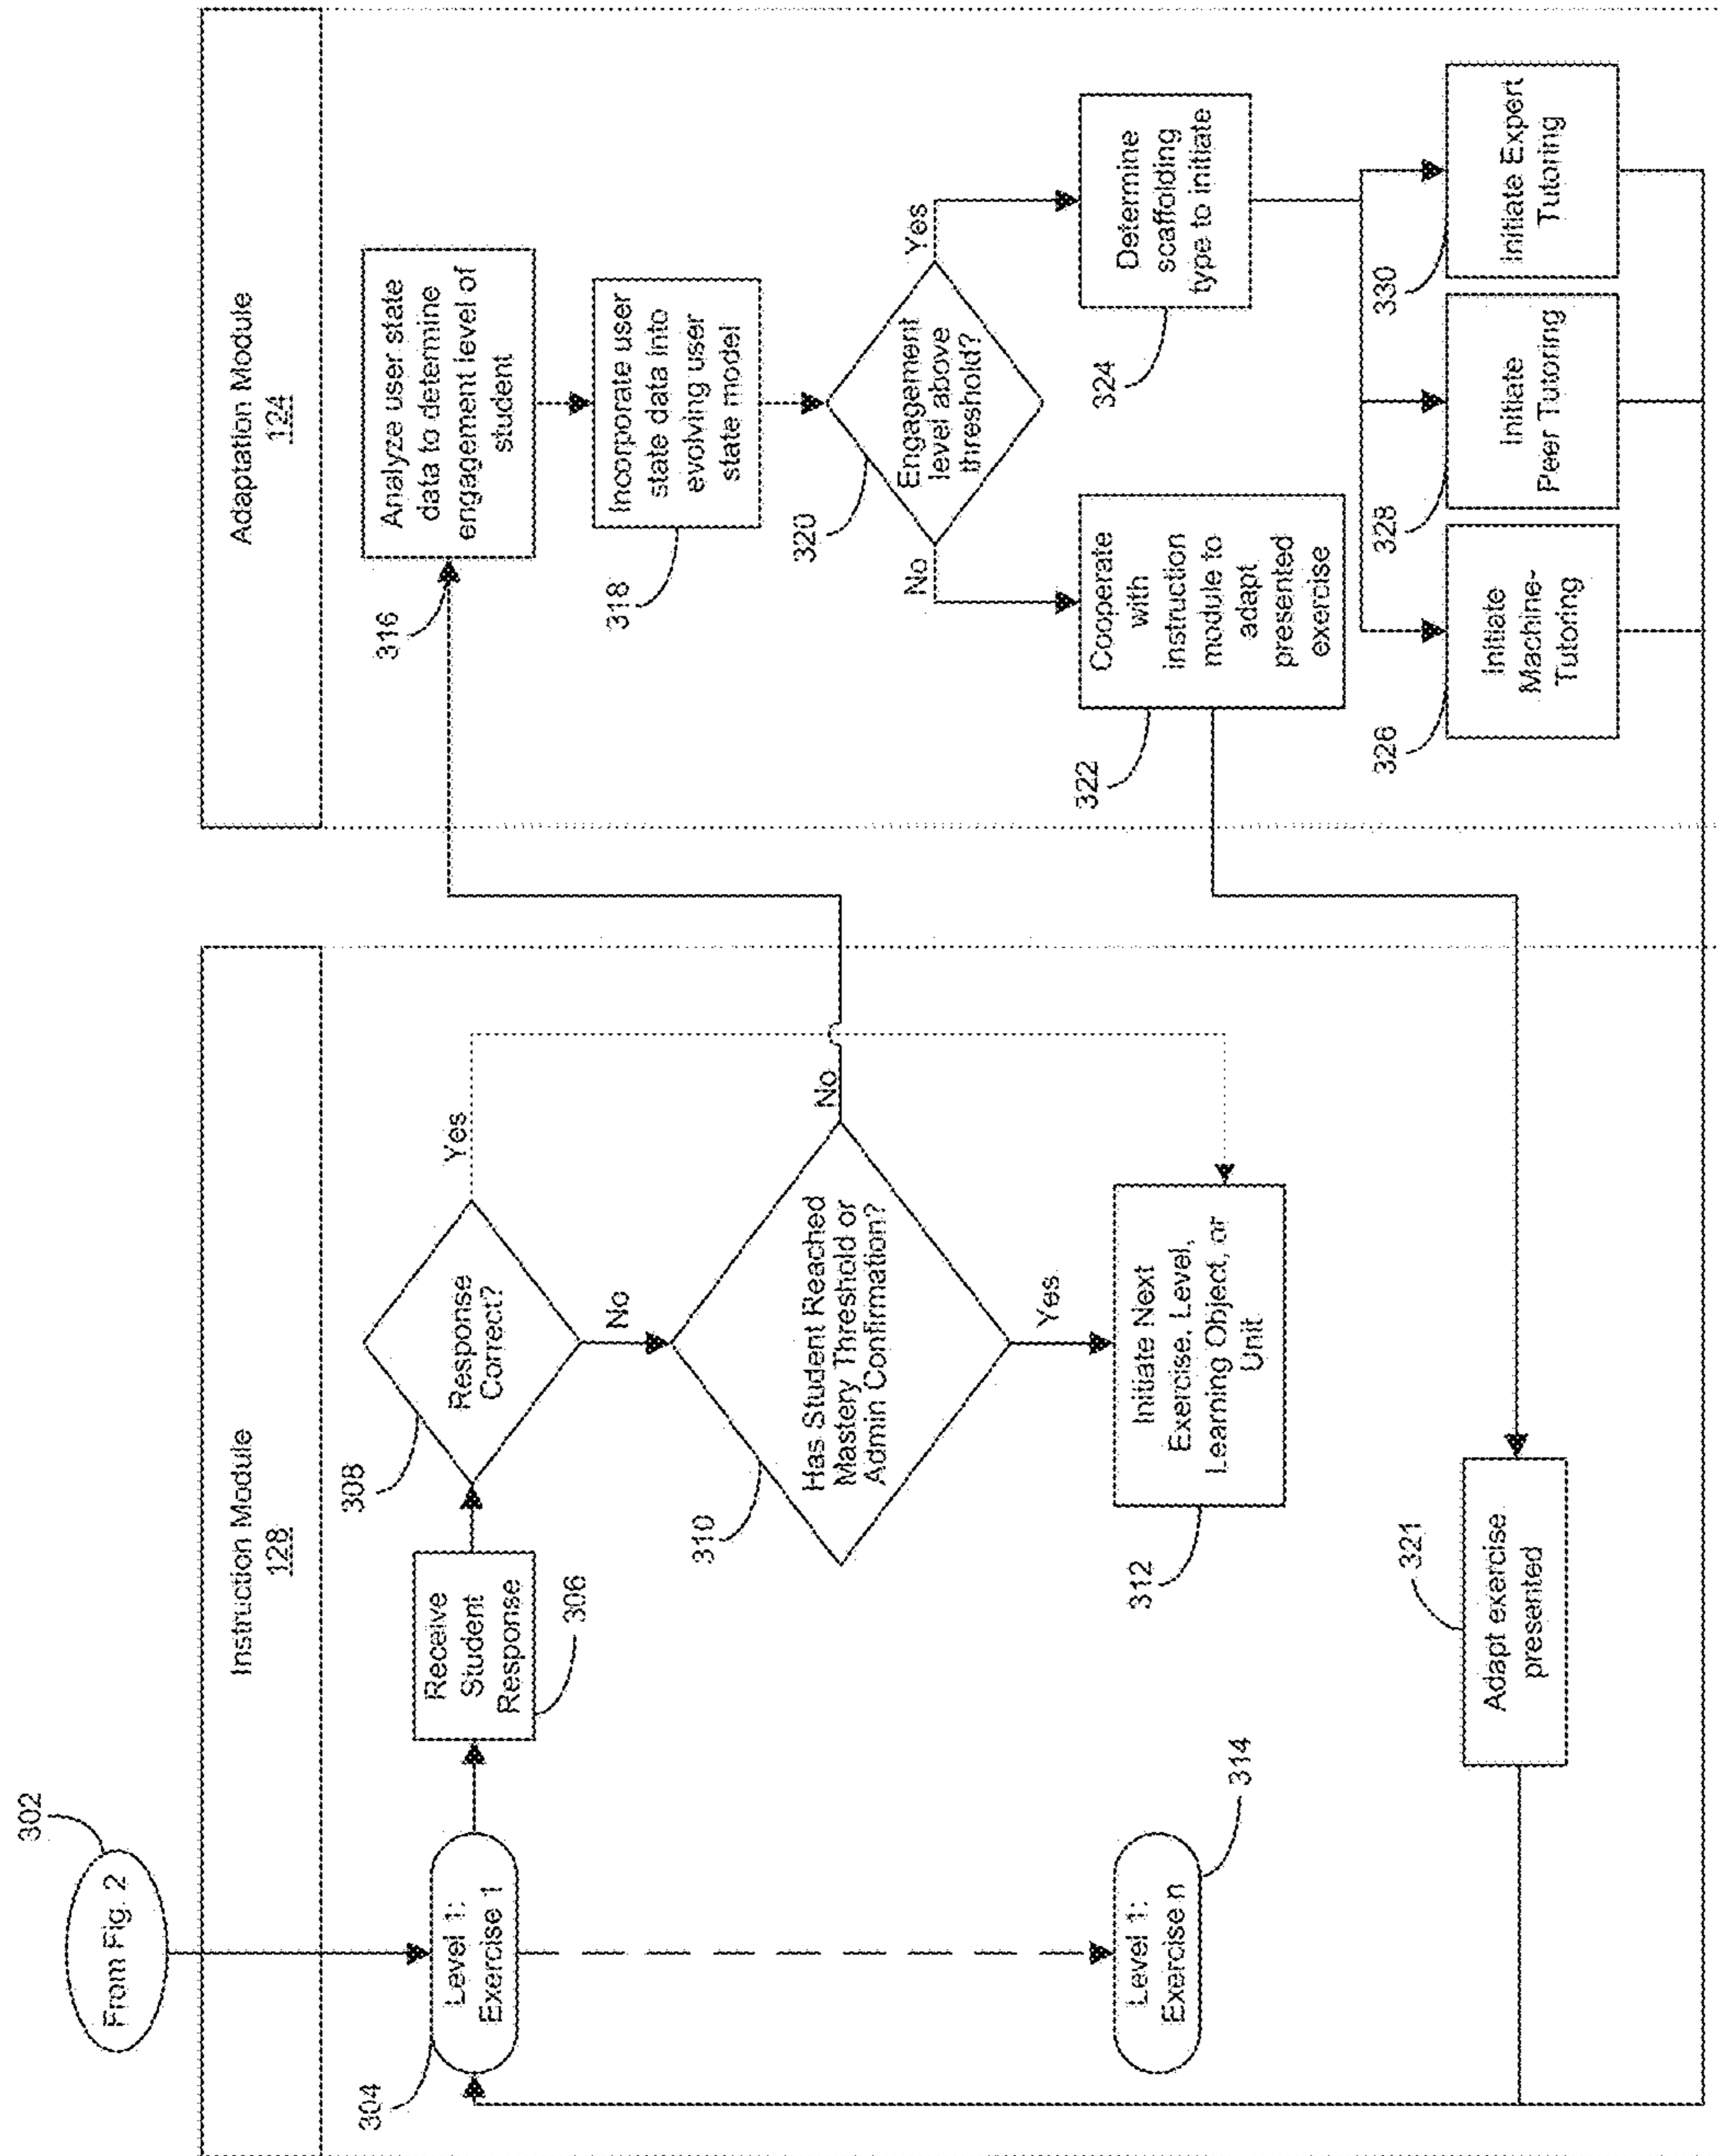 302
From Fig. 2
Instruction Module
128
304
Level 1:
Exercise 1
Receive
Student
Response
306
308
Response
Correct?
Yes
No
310
Has Student Reached
Mastery Threshold or
Admin Confirmation?
No
Yes
312
Initiate Next
Exercise, Level,
Learning Object, or
Unit
Level 1:
Exercise n
314
321
Adapt exercise
presented
Adaptation Module
124
316
Analyze user state
data to determine
engagement level of
student
318
Incorporate user
state data into
evolving user
state model
320
Engagement
level above
threshold?
No
Yes
322
Cooperate
with
instruction
module to
adapt
presented
exercise
324
Determine
scaffolding
type to initiate
326
Initiate
Machine-
Tutoring
328
Initiate
Peer Tutoring
330
Initiate Expert
Tutoring